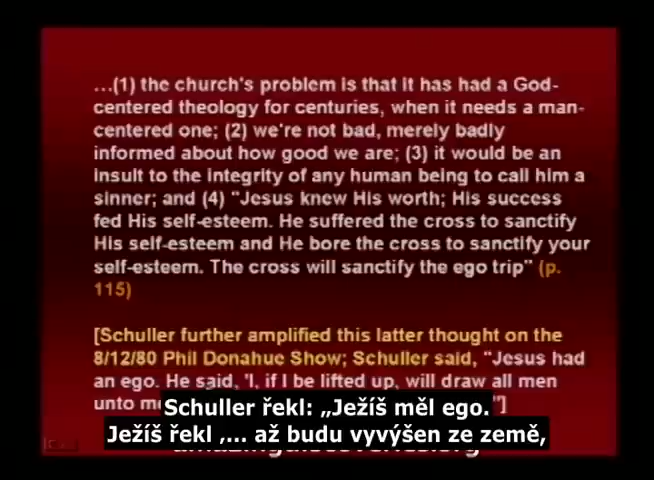 ...(1) the church's problem is that it has had a God-
centered theology for centuries, when it needs a man-
centered one; (2) we're not bad, merely badly
informed about how good we are; (3) it would be an
insult to the integrity of any human being to call him a
sinner; and (4) "Jesus knew His worth; His success
fed His self-esteem. He suffered the cross to sanctify
His self-esteem and He bore the cross to sanctify your
self-esteem. The cross will sanctify the ego trip" (p.
115)
[Schuller further amplified this latter thought on the
8/12/80 Phil Donahue Show; Schuller said, "Jesus had
an ego. He said, 'I, if I be lifted up, will draw all men
unto "]
Schuller řekl: „Ježíš měl ego.
Ježíš řekl ‚... až budu vyvýšen ze země,